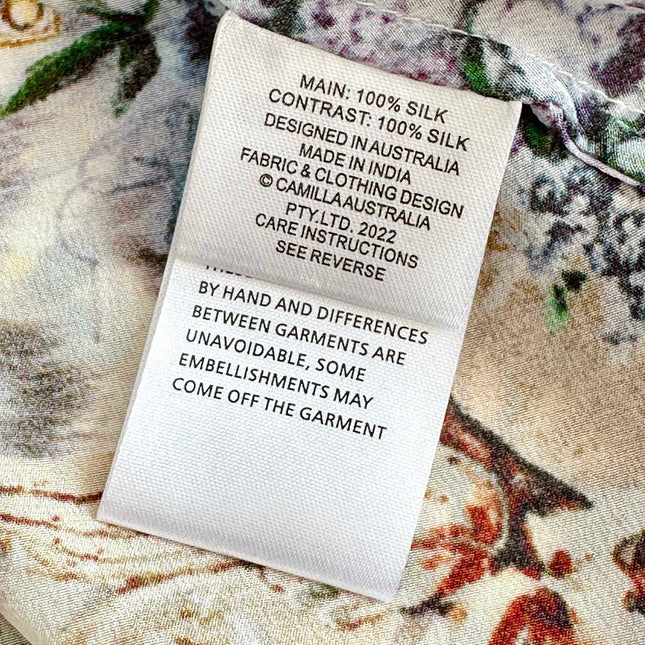 MAIN: 100% SILK
CONTRAST: 100% SILK
DESIGNED IN AUSTRALIA
MADE IN INDIA
FABRIC & CLOTHING DESIGN
© CAMILLA AUSTRALIA
PTY.LTD. 2022
CARE INSTRUCTIONS
SEE REVERSE
BY HAND AND DIFFERENCES
BETWEEN GARMENTS ARE
UNAVOIDABLE, SOME
EMBELLISHMENTS MAY
COME OFF THE GARMENT